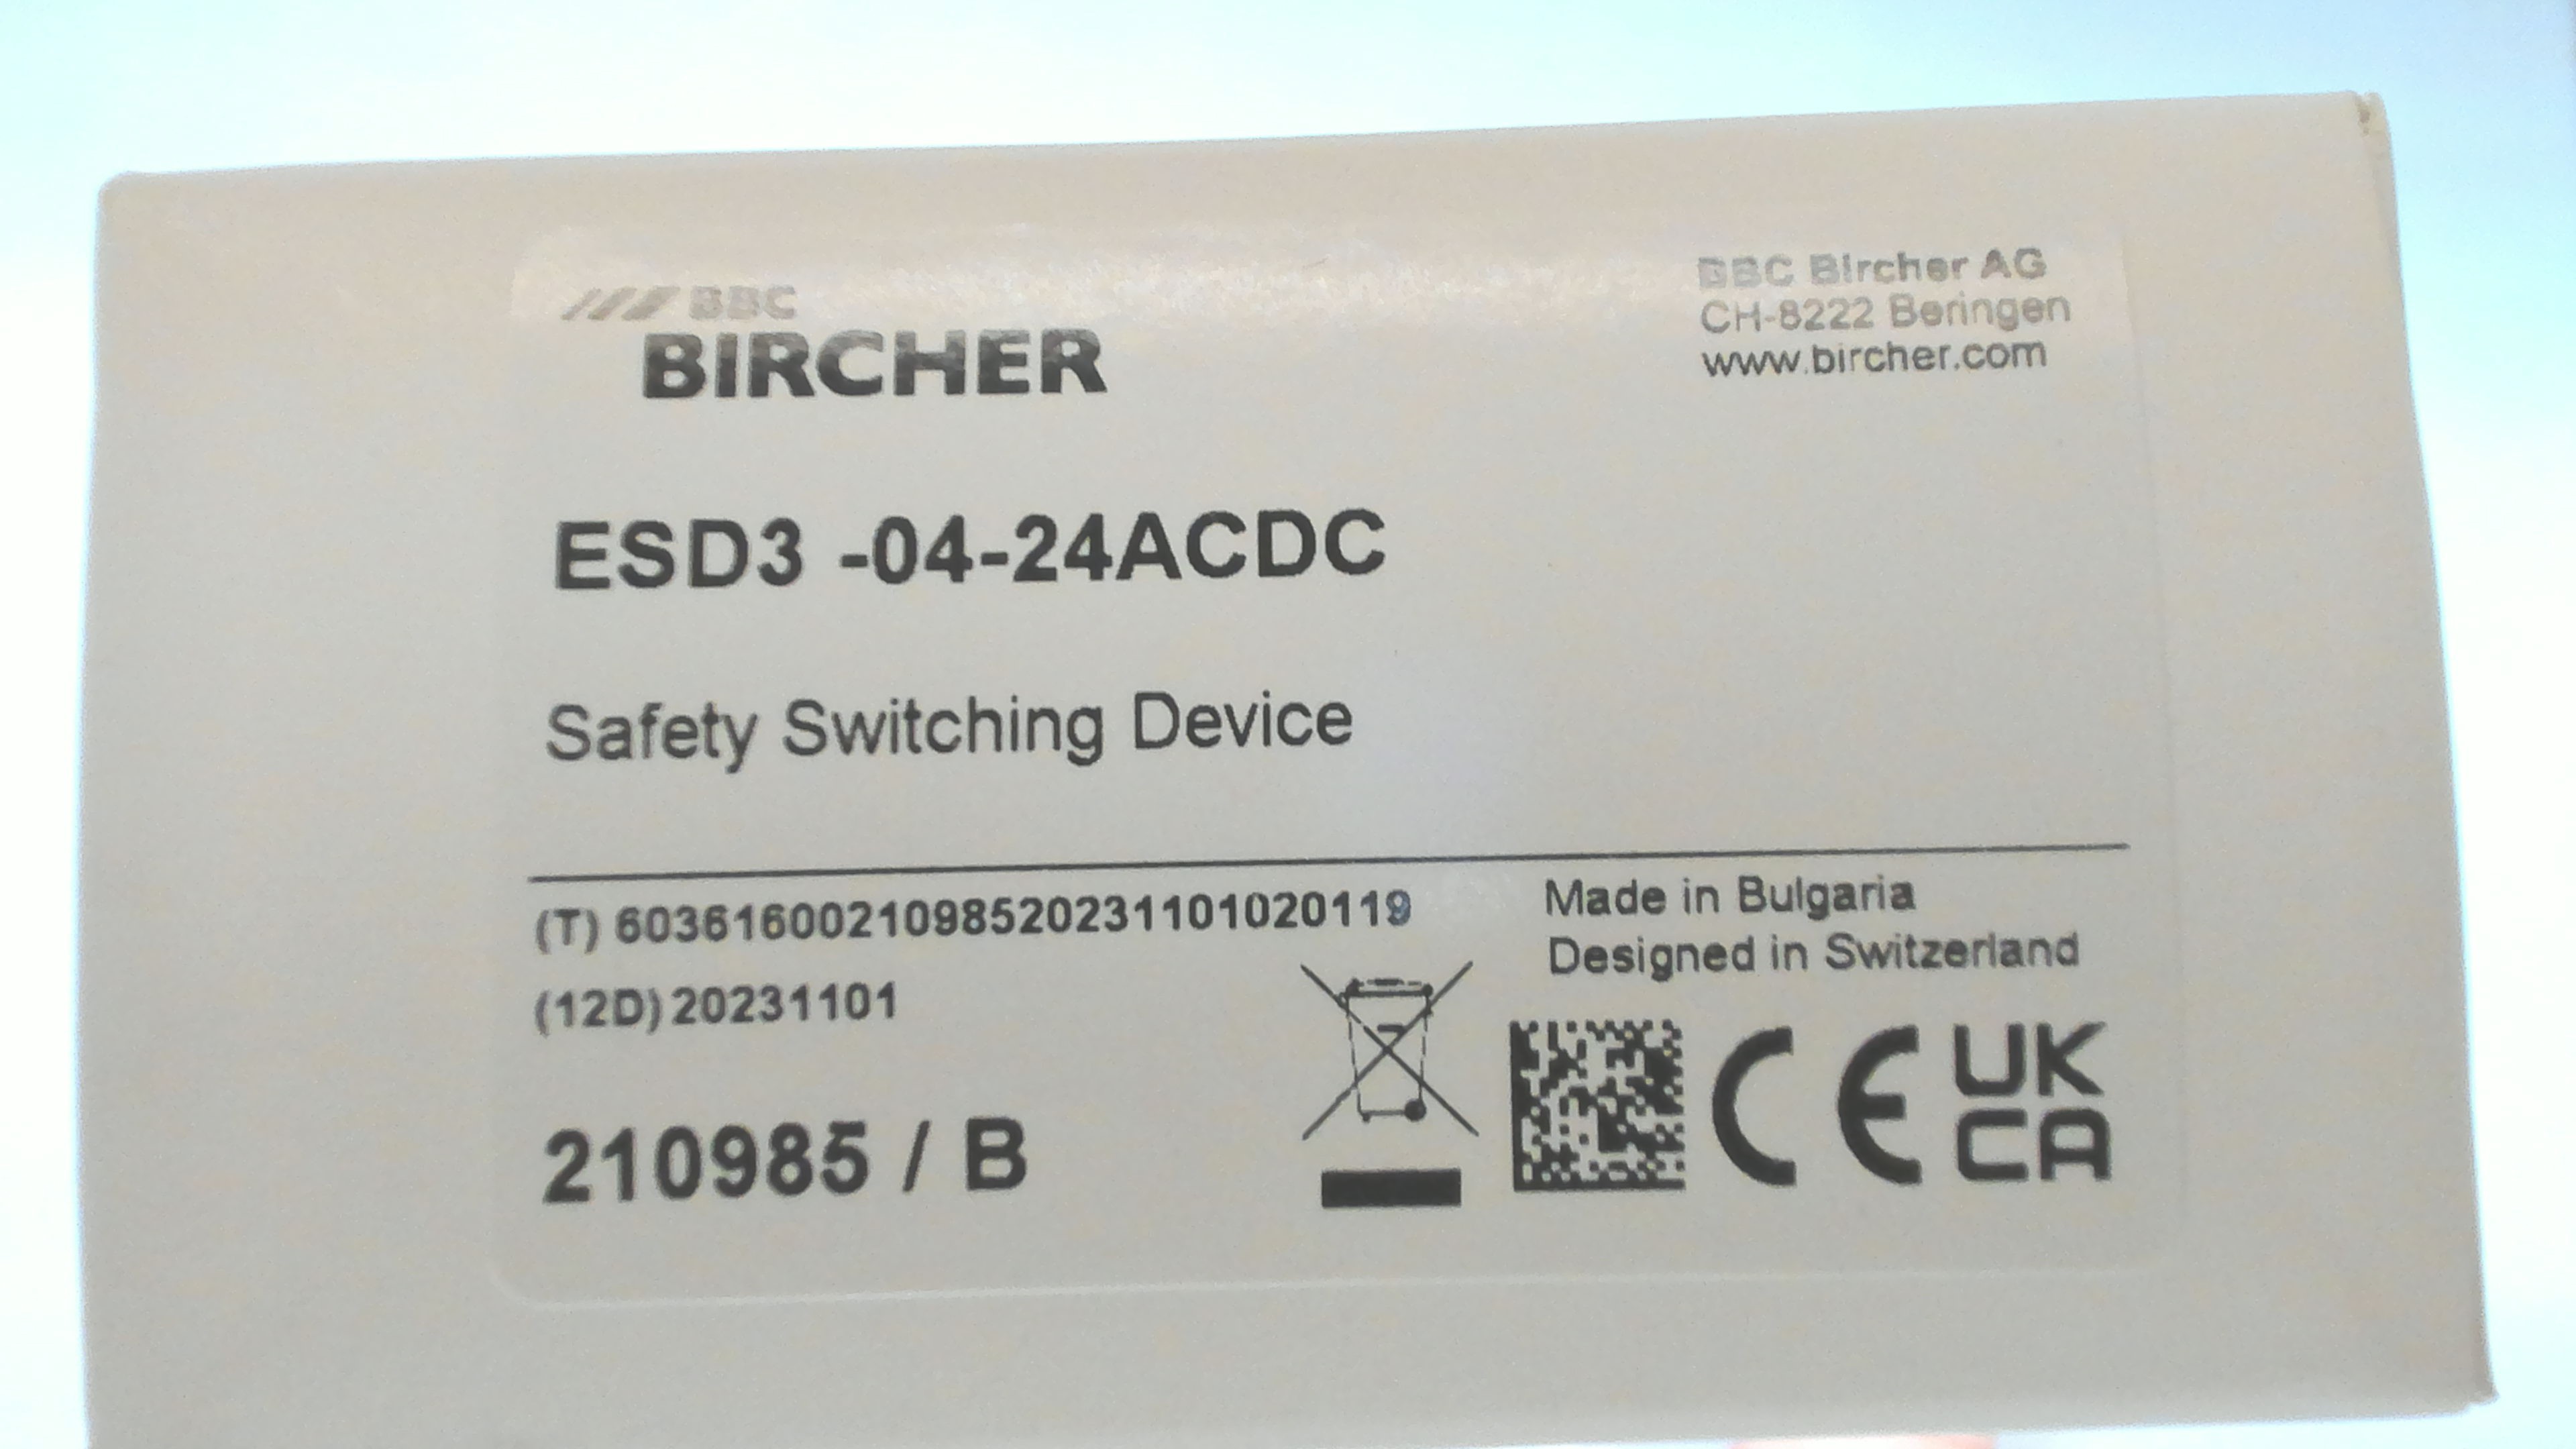 BBC
BIRCHER
BBC Bircher AG
CH-8222 Beringen
www.bircher.com
ESD3 -04-24ACDC
Safety Switching Device
(T) 6036160021098520231101020119
(12D) 20231101
210985 / B
Made in Bulgaria
Designed in Switzerland
CE
UK
CA